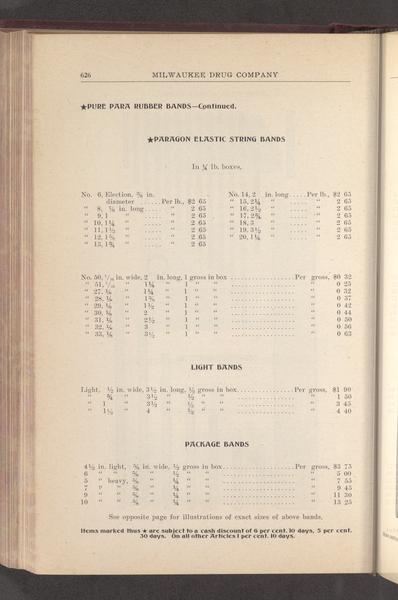 626 MILWAUKEE DRUG COMPANY
★PURE PARA RUBBER BANDS—Continued.
★PARAGON ELASTIC STRING BANDS
In ¼ lb. boxes,
No. 6, Election, ⅜ in.
diameter ...... Per lb., $2 65
" 8, ⅞ in. long..... " 2 65
" 9, 1 " ..... " 2 65
" 10, 1¼ " ..... " 2 65
" 11, 1½ " ..... " 2 65
" 12, " ..... " 2 65
" 13, 1¾ " ..... " 2 65
No. 14, 2 in. long..... Per lb., $2 65
" 15, 2¼ " ..... " 2 65
" 16, 2½ " ..... " 2 65
" 17, 2¾ " ..... " 2 65
" 18, 3 " ..... " 2 65
" 19, 3½ " ..... " 2 65
" 20, " ..... " 2 65
No. 50, in. wide, 2 in. long, 1 gross in box .................. Per gross, $0 32
" 51, " 1¼ " 1 " " .................. " 0 25
" 27, ⅛ " 1¼ " 1 " " .................. " 0 32
" 28, ⅛ " " 1 " " .................. " 0 37
" 29, ⅛ " 1½ " 1 " " .................. " 0 42
" 30, ⅛ " 2 " 1 " " .................. " 0 44
" 31, ⅛ " 2½ " 1 " " .................. " 0 50
" 32, ⅛ " 3 " 1 " " .................. " 0 56
" 33, ⅛ " 3½ " 1 " " .................. " 0 63
LIGHT BANDS
Light, ½ in. wide, 3½ in. long, ½ gross in box ............... Per gross, $1 90
" ¾ " 3½ " ½ " " ............... " 1 50
" 1 " 3½ " ½ " " ............... " 3 45
" " 4 " ½ " " ............... " 4 40
PACKAGE BANDS
4½ in. light, ⅝ in. wide, ½ gross in box ................... Per gross, $3 75
6 " " ⅝ " ½ " " ................... " 5 00
5 " heavy, ⅝ " ¼ " " ................... " 7 55
7 " " ⅝ " ¼ " " ................... " 9 45
9 " " ⅝ " ¼ " " ................... " 11 30
10 " " ⅝ " ¼ " " ................... " 13 25
See opposite page for illustrations of exact sizes of above bands.
Items marked thus ★ are subject to a cash discount of 6 per cent. 10 days, 5 per cent.
30 days. On all other Articles 1 per cent. 10 days.